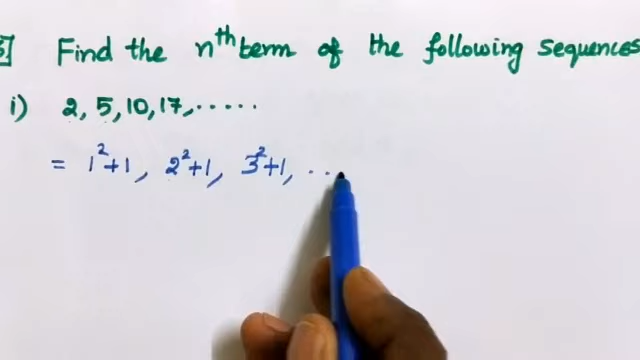 Find the nᵗʰ term of the following sequences
i) 2, 5, 10, 17, .....
= 1²+1, 2²+1, 3²+1, ...